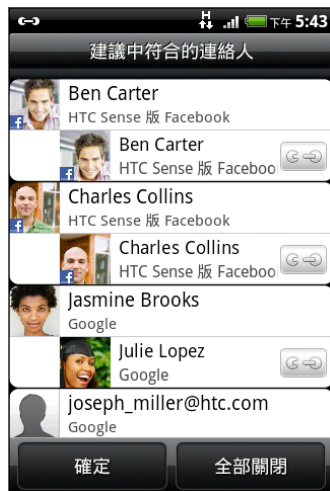 H
下午 5:43
建議中符合的連絡人
Ben Carter
HTC Sense 版 Facebook
Ben Carter
HTC Sense 版 Faceboo
Charles Collins
HTC Sense 版 Facebook
Charles Collins
HTC Sense 版 Faceboo
Jasmine Brooks
Google
Julie Lopez
Google
joseph_miller@htc.com
Google
確定
全部關閉